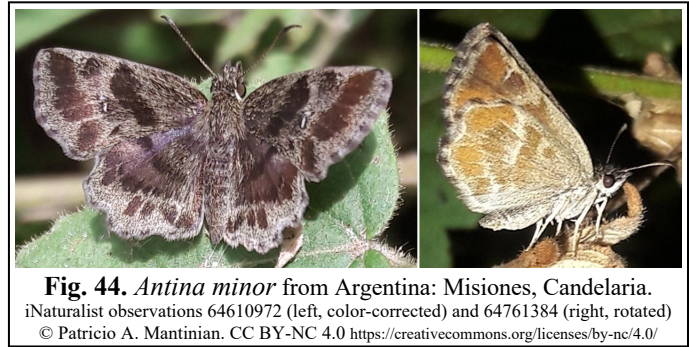 Fig. 44. Antina minor from Argentina: Misiones, Candelaria.
iNaturalist observations 64610972 (left, color-corrected) and 64761384 (right, rotated)
© Patricio A. Mantinian. CC BY-NC 4.0 https://creativecommons.org/licenses/by-nc/4.0/